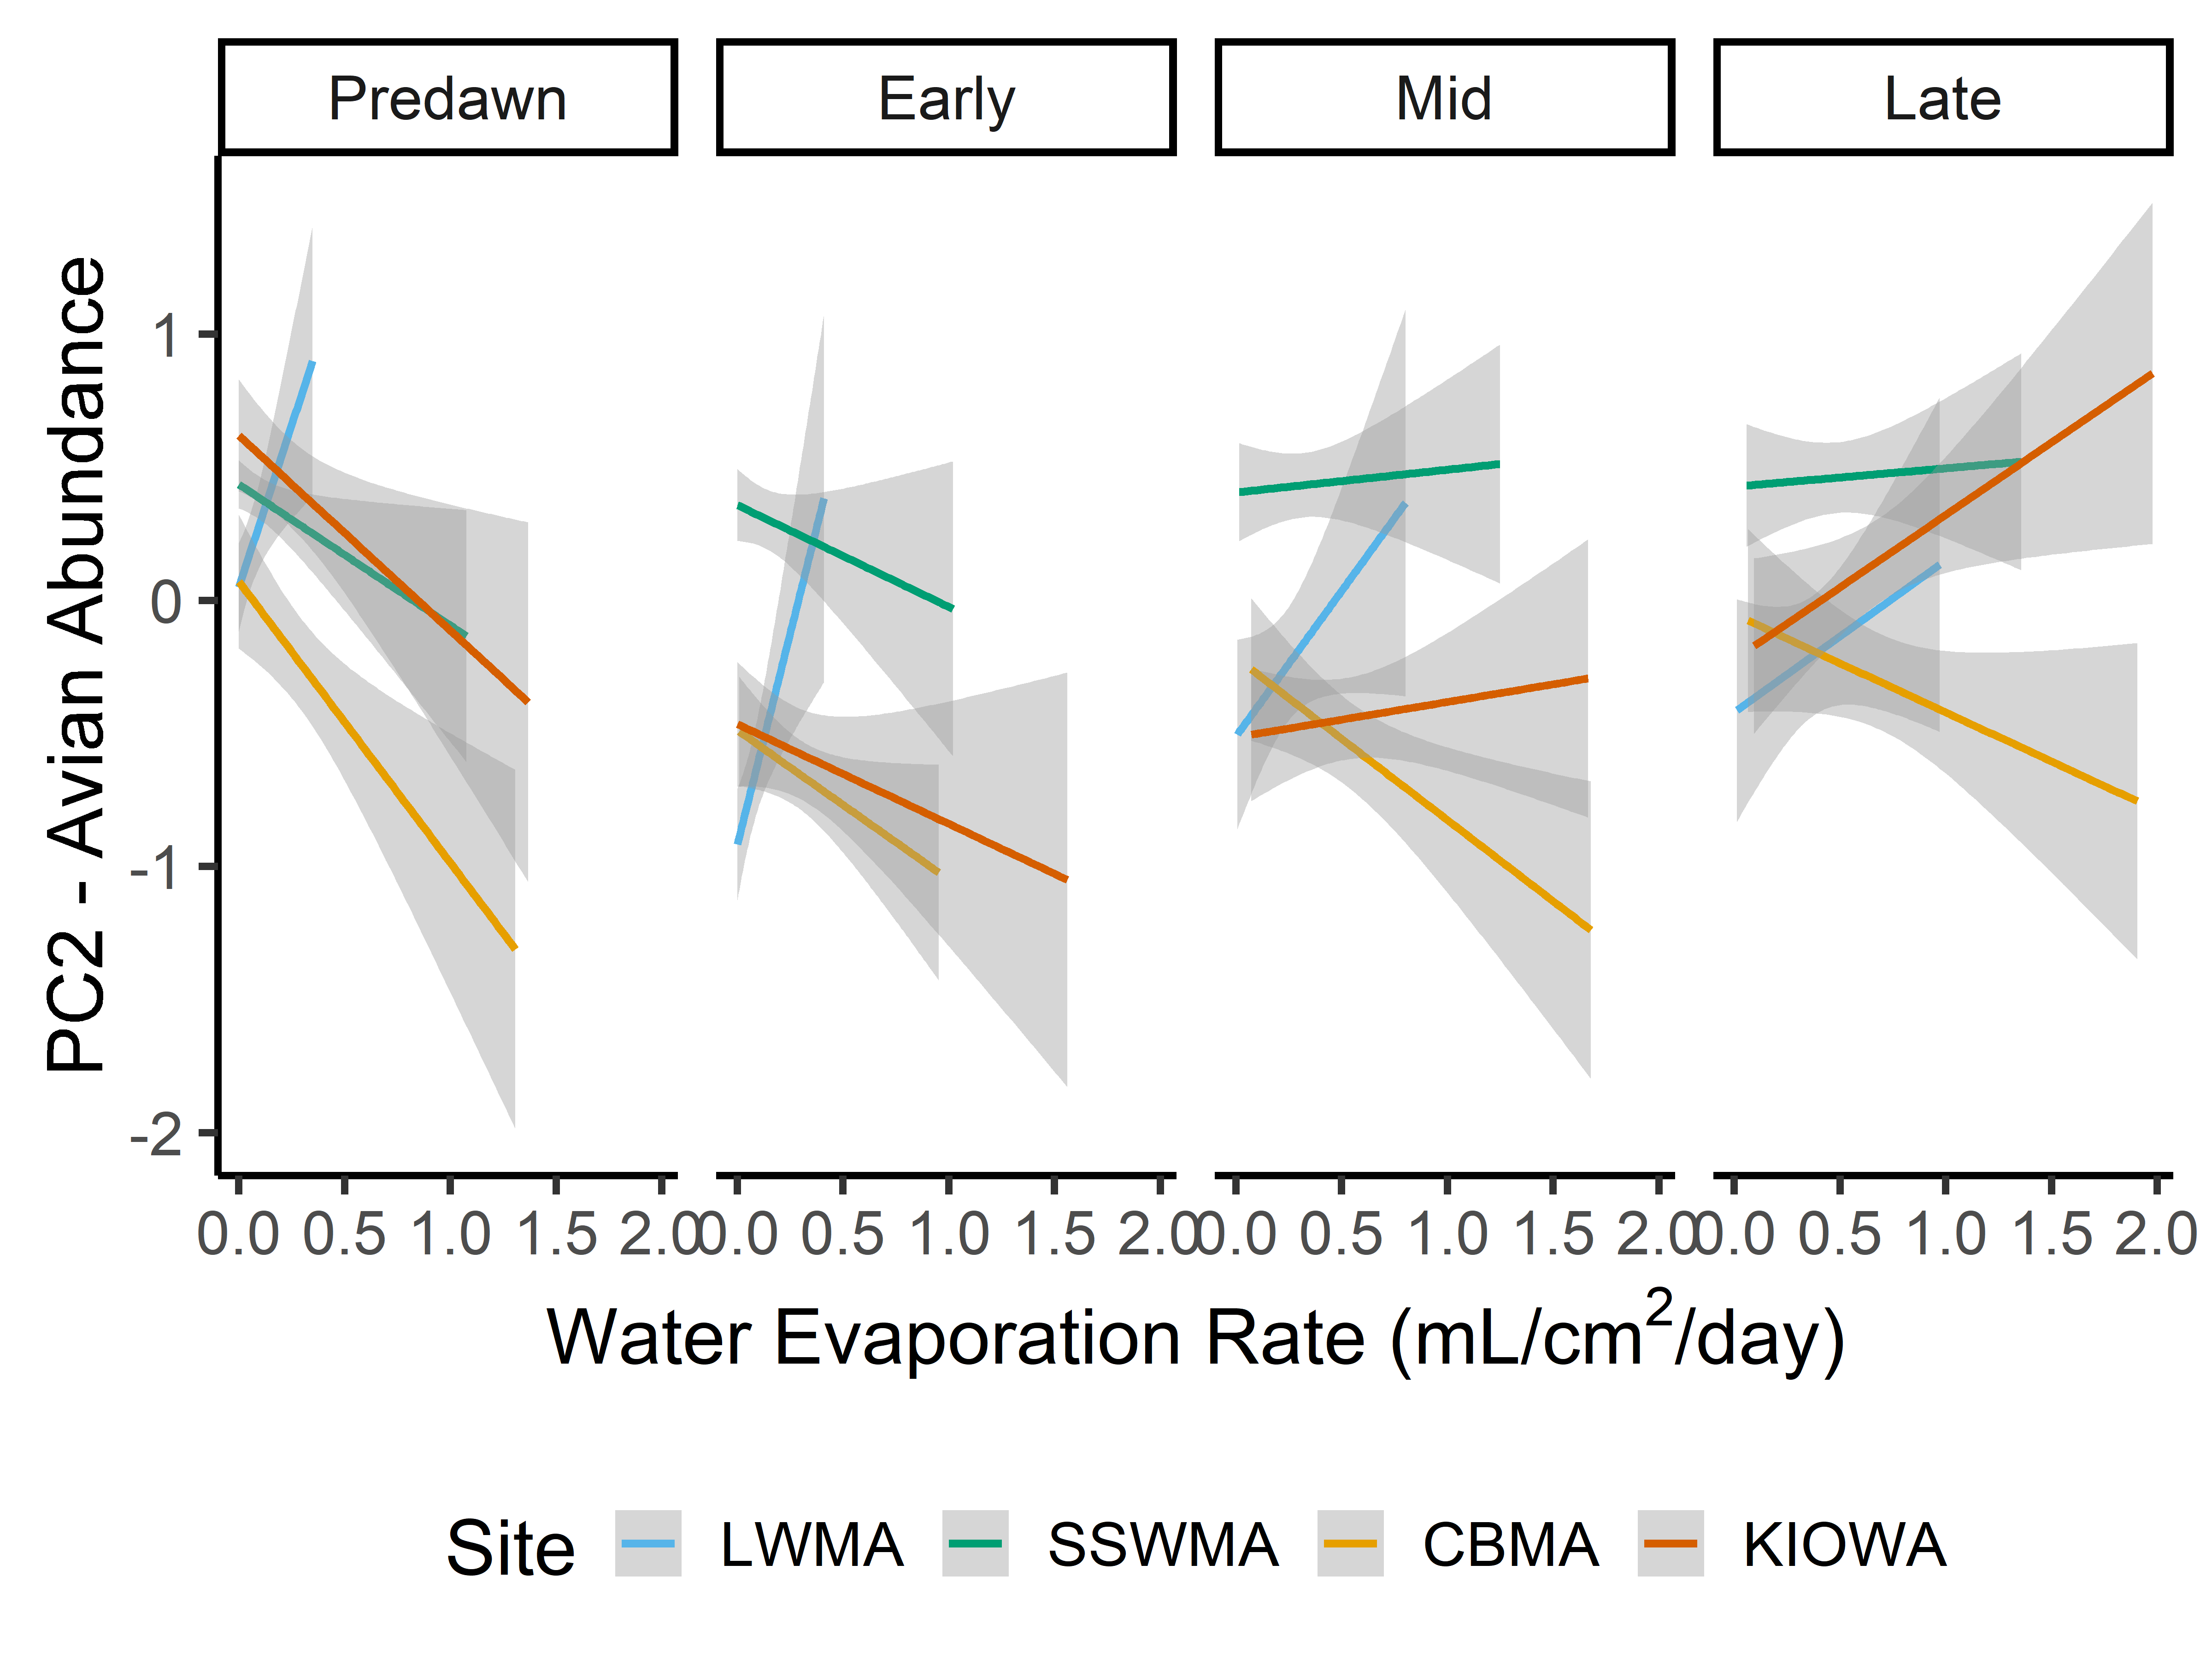 Predawn Early Mid Late
PC2 - Avian Abundance
1
0
-1
-2
0.0 0.5 1.0 1.5 2.0 0.0 0.5 1.0 1.5 2.0 0.0 0.5 1.0 1.5 2.0 0.0 0.5 1.0 1.5 2.0
Water Evaporation Rate (mL/cm²/day)
Site LWMA SSWMA CBMA KIOWA